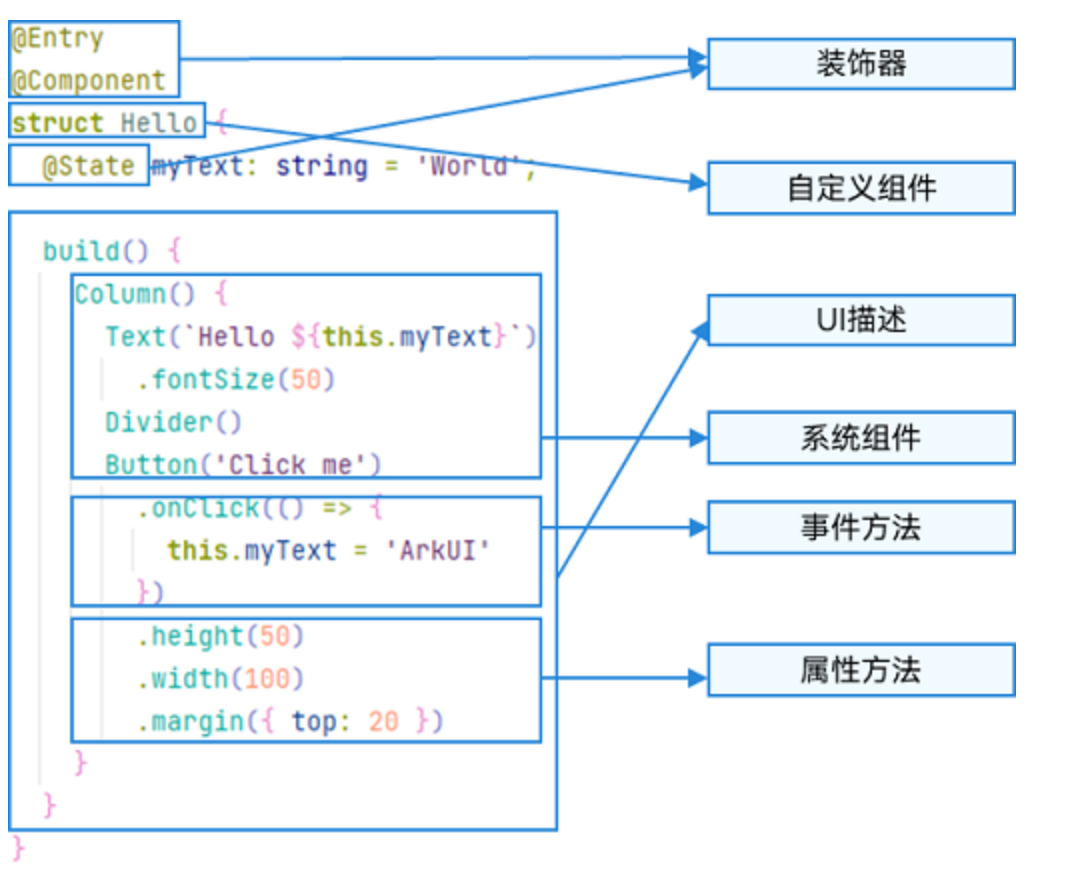 @Entry
@Component
struct Hello {
@State myText: string = 'World';
build() {
Column() {
Text(`Hello ${this.myText}`)
.fontSize(50)
Divider()
Button('Click me')
.onClick(() => {
this.myText = 'ArkUI'
})
.height(50)
.width(100)
.margin({ top: 20 })
}
}
}
装饰器
自定义组件
UI描述
系统组件
事件方法
属性方法